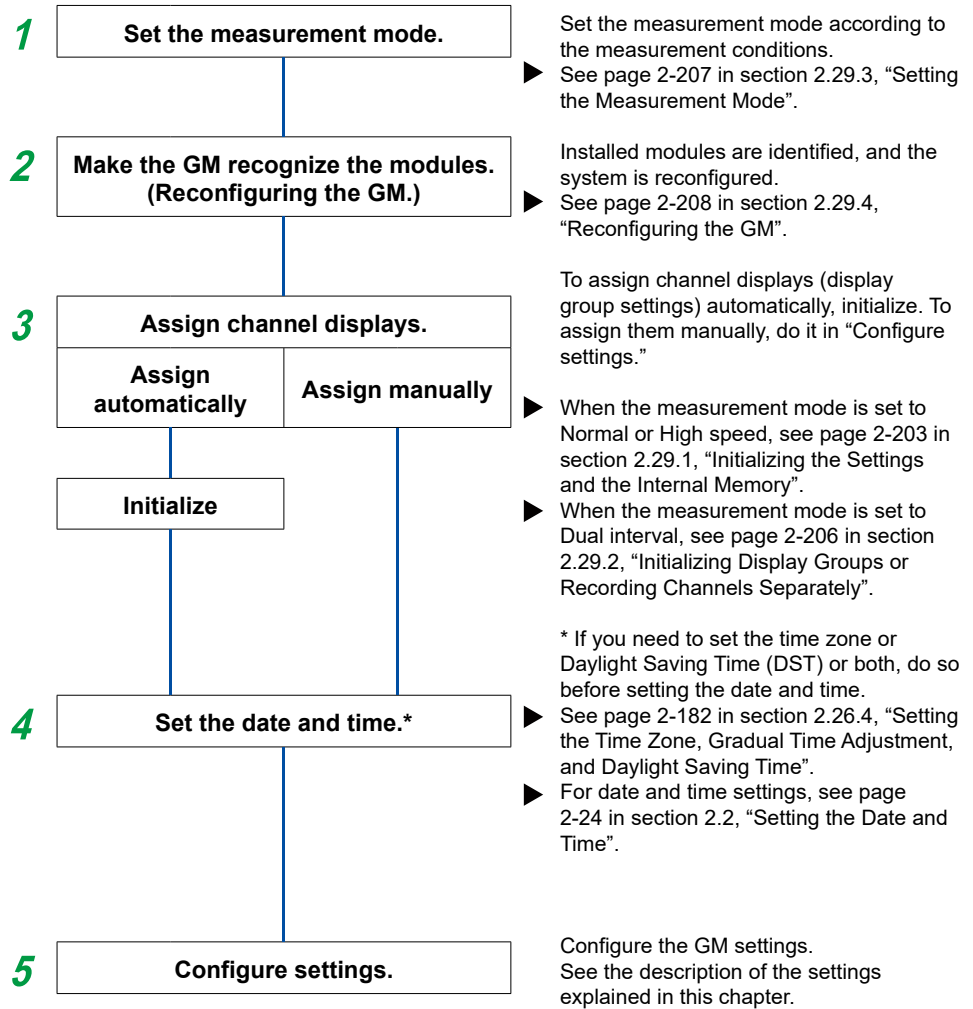 1
Set the measurement mode.
Set the measurement mode according to
the measurement conditions.
▶ See page 2-207 in section 2.29.3, “Setting
the Measurement Mode”.
2
Make the GM recognize the modules.
(Reconfiguring the GM.)
Installed modules are identified, and the
system is reconfigured.
▶ See page 2-208 in section 2.29.4,
“Reconfiguring the GM”.
3
Assign channel displays.
Assign
automatically
Assign manually
Initialize
To assign channel displays (display
group settings) automatically, initialize. To
assign them manually, do it in “Configure
settings.”
▶ When the measurement mode is set to
Normal or High speed, see page 2-203 in
section 2.29.1, “Initializing the Settings
and the Internal Memory”.
▶ When the measurement mode is set to
Dual interval, see page 2-206 in section
2.29.2, “Initializing Display Groups or
Recording Channels Separately”.
4
Set the date and time.*
* If you need to set the time zone or
Daylight Saving Time (DST) or both, do so
before setting the date and time.
▶ See page 2-182 in section 2.26.4, “Setting
the Time Zone, Gradual Time Adjustment,
and Daylight Saving Time”.
▶ For date and time settings, see page
2-24 in section 2.2, “Setting the Date and
Time”.
5
Configure settings.
Configure the GM settings.
See the description of the settings
explained in this chapter.